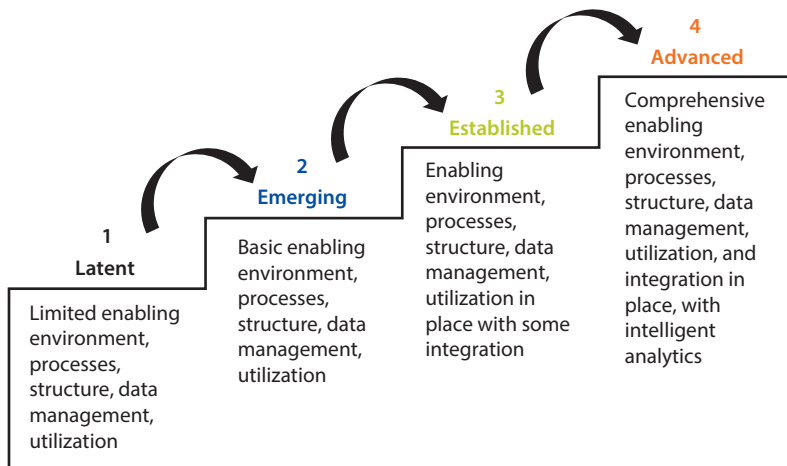 1
Latent
Limited enabling
environment,
processes,
structure, data
management,
utilization
2
Emerging
Basic enabling
environment,
processes,
structure, data
management,
utilization
3
Established
Enabling
environment,
processes,
structure, data
management,
utilization in
place with some
integration
4
Advanced
Comprehensive
enabling
environment,
processes,
structure, data
management,
utilization, and
integration in
place, with
intelligent
analytics